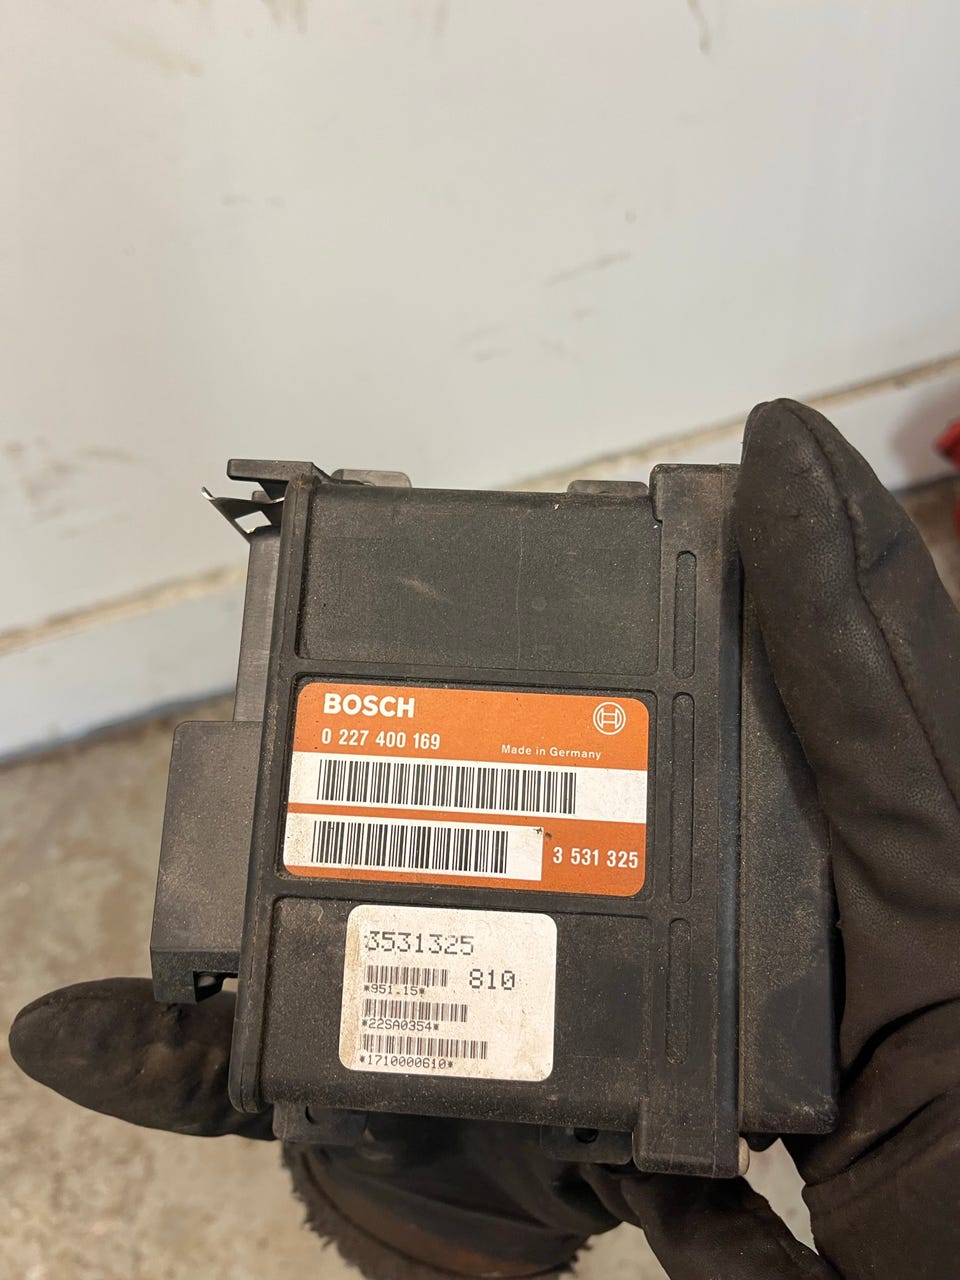 BOSCH
0 227 400 169
Made in Germany
3 531 325
3531325
810
*951.15*
*22SA0354*
*1710000610*